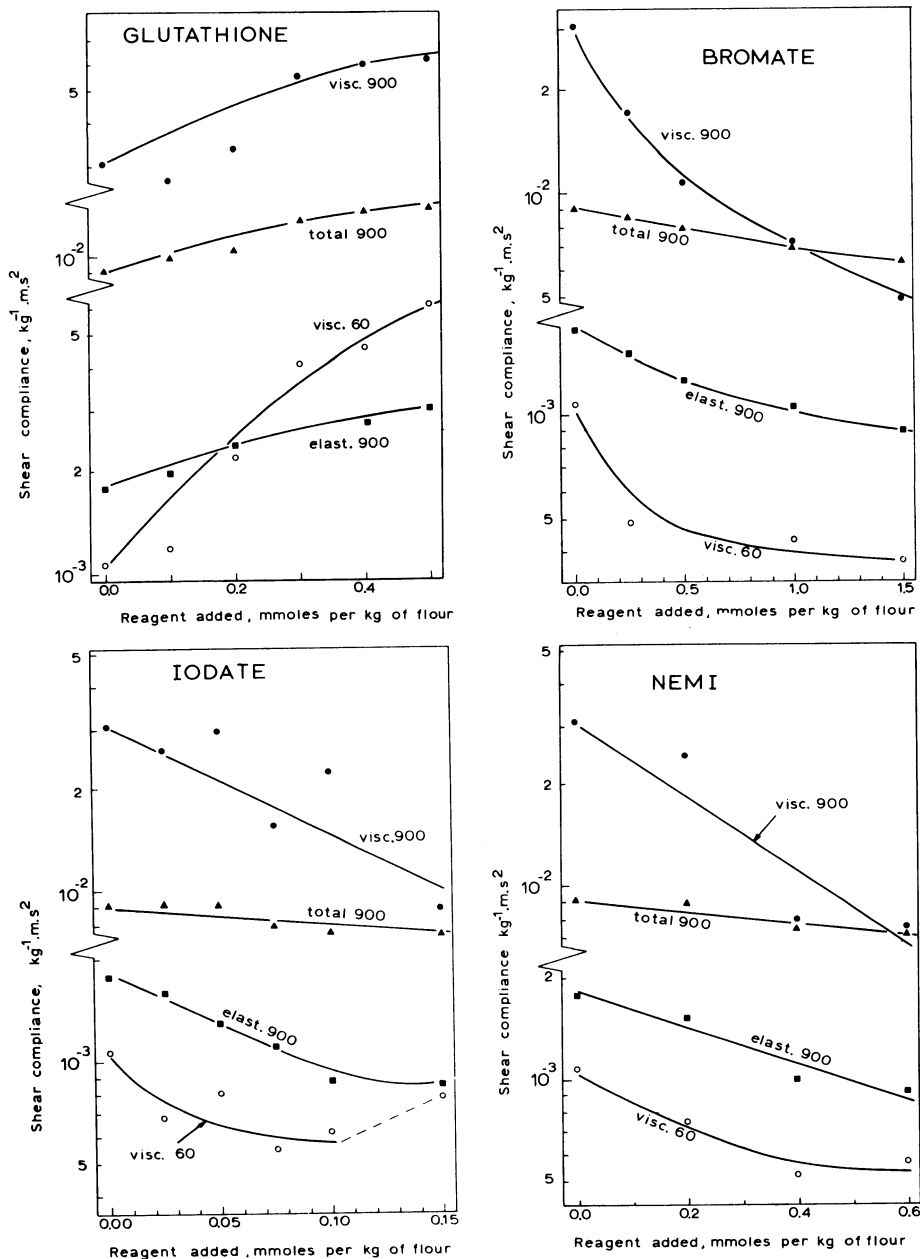 GLUTATHIONE
5
visc. 900
total 900
10⁻²
visc. 60
5
elast. 900
2
10⁻³
0.0 0.2 0.4
Shear compliance, kg⁻¹.m.s²
Reagent added, mmoles per kg of flour
BROMATE
2
visc. 900
10⁻²
total 900
5
elast. 900
10⁻³
5
visc. 60
0.0 0.5 1.0 1.5
Shear compliance, kg⁻¹.m.s²
Reagent added, mmoles per kg of flour
IODATE
5
2
visc, 900
10⁻²
total 900
elast. 900
10⁻³
visc. 60
5
0.00 0.05 0.10 0.15
Shear compliance, kg⁻¹.m.s²
Reagent added, mmoles per kg of flour
NEMI
5
2
visc. 900
10⁻²
total 900
2
elast. 900
10⁻³
visc. 60
5
0.0 0.2 0.4 0.6
Shear compliance kg⁻¹.m.s²
Reagent added, mmoles per kg of flour